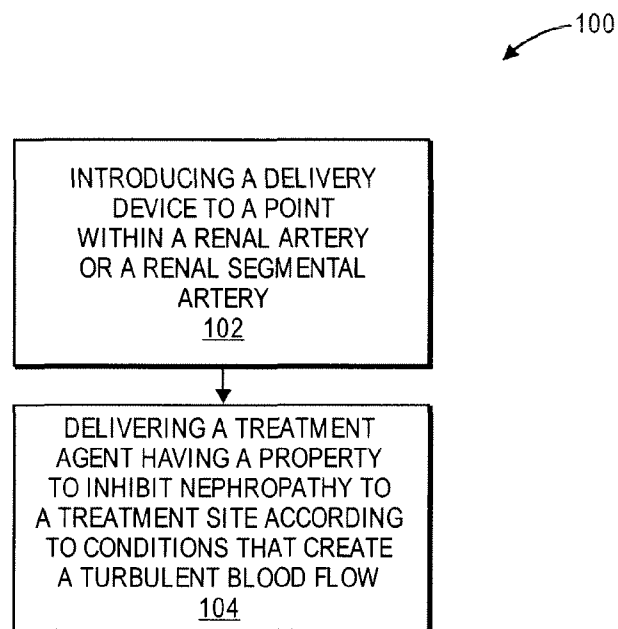 100
INTRODUCING A DELIVERY
DEVICE TO A POINT
WITHIN A RENAL ARTERY
OR A RENAL SEGMENTAL
ARTERY
102
DELIVERING A TREATMENT
AGENT HAVING A PROPERTY
TO INHIBIT NEPHROPATHY TO
A TREATMENT SITE ACCORDING
TO CONDITIONS THAT CREATE
A TURBULENT BLOOD FLOW
104